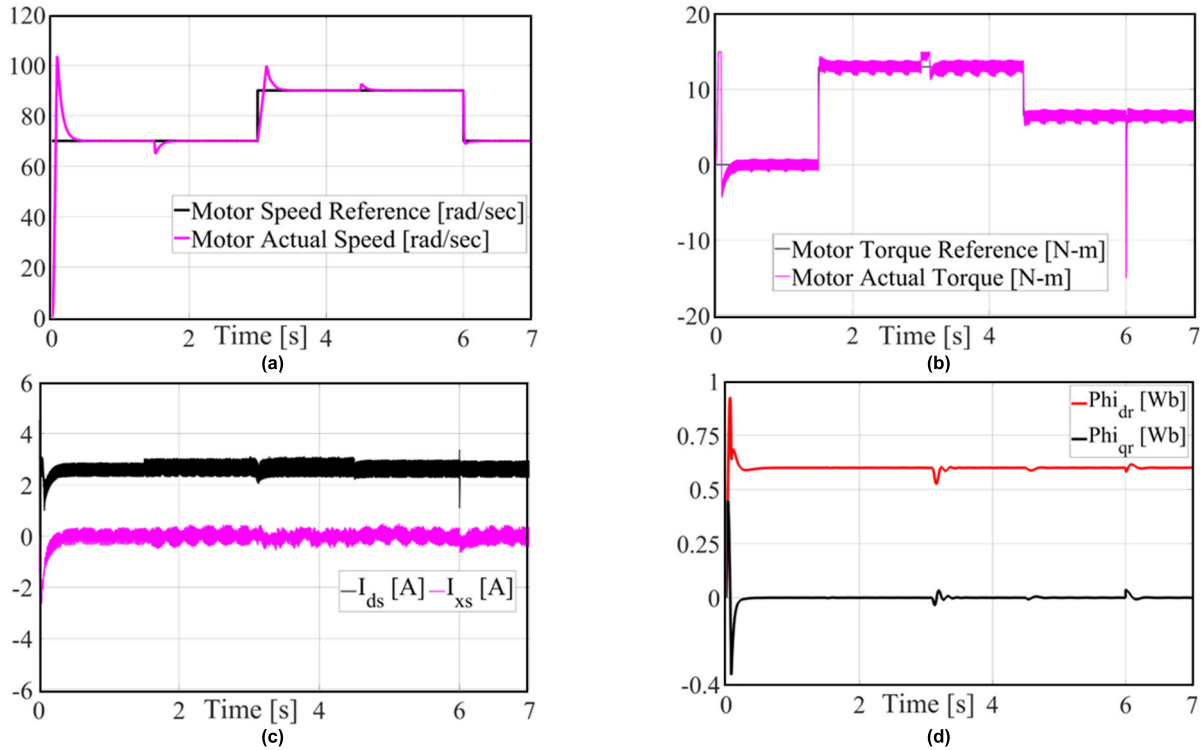 120
100
80
60
40
20
0
Motor Speed Reference [rad/sec]
Motor Actual Speed [rad/sec]
0 2 4 6 7
Time [s]
(a)
20
10
0
-10
-20
Motor Torque Reference [N-m]
Motor Actual Torque [N-m]
2 4 6 7
Time [s]
(b)
6
4
2
0
-2
-4
-6
I_ds [A] I_xs [A]
0 2 4 6 7
Time [s]
(c)
1
0.75
0.5
0.25
0
-0.4
Phi_dr [Wb]
Phi_qr [Wb]
0 2 4 6 7
Time [s]
(d)